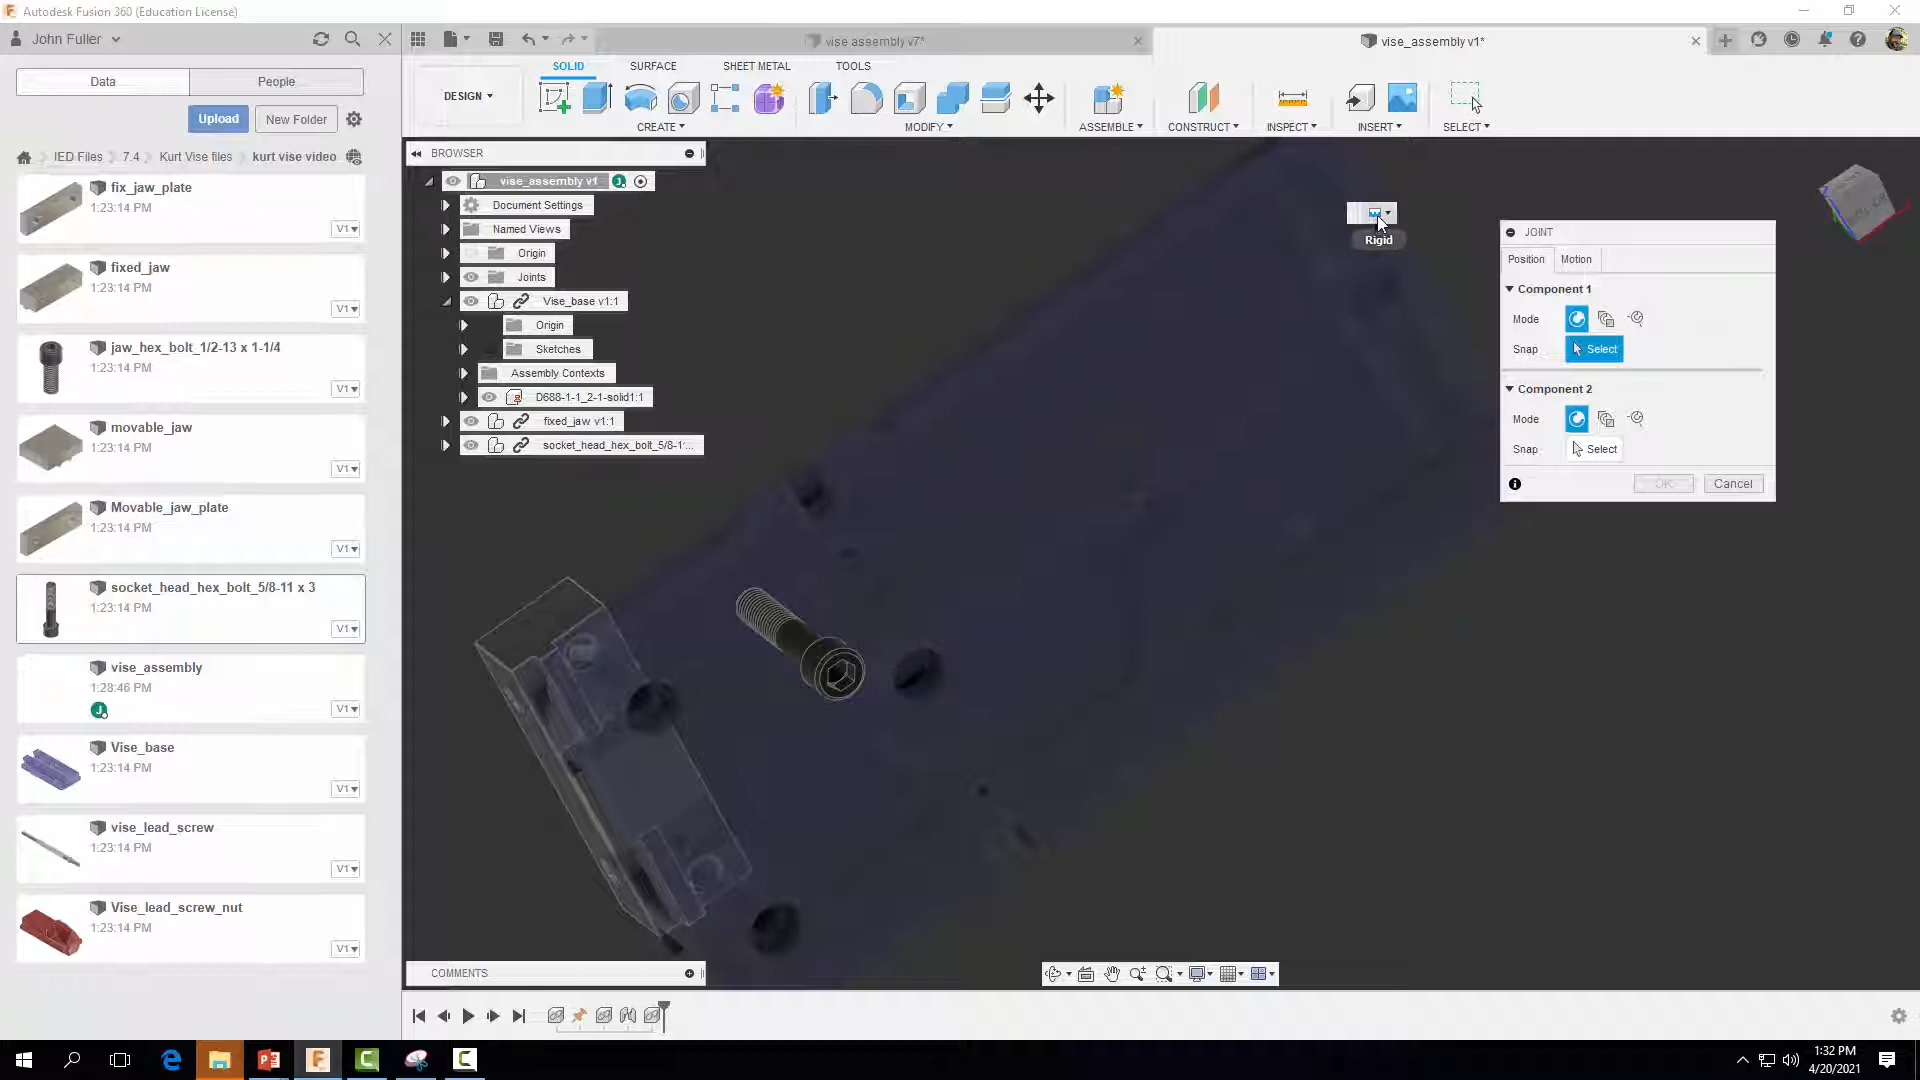 Autodesk Fusion 360 (Education License)
John Fuller
vise assembly v7*
vise_assembly v1*
Data
People
SOLID
SURFACE
SHEET METAL
TOOLS
DESIGN
Upload
New Folder
CREATE
MODIFY
ASSEMBLE
CONSTRUCT
INSPECT
INSERT
SELECT
IED Files
7.4
Kurt Vise files
kurt vise video
BROWSER
fix_jaw_plate
1:23:14 PM
V1
fixed_jaw
1:23:14 PM
V1
jaw_hex_bolt_1/2-13 x 1-1/4
1:23:14 PM
V1
movable_jaw
1:23:14 PM
V1
Movable_jaw_plate
1:23:14 PM
V1
socket_head_hex_bolt_5/8-11 x 3
1:23:14 PM
V1
vise_assembly
1:28:46 PM
J
V1
Vise_base
1:23:14 PM
V1
vise_lead_screw
1:23:14 PM
V1
Vise_lead_screw_nut
1:23:14 PM
V1
vise_assembly v1
Document Settings
Named Views
Origin
Joints
Vise_base v1:1
Origin
Sketches
Assembly Contexts
D688-1-1_2-1-solid1:1
fixed_jaw v1:1
socket_head_hex_bolt_5/8-1...
Rigid
JOINT
Position
Motion
Component 1
Mode
Snap
Select
Component 2
Mode
Snap
Select
OK
Cancel
COMMENTS
1:32 PM
4/20/2021